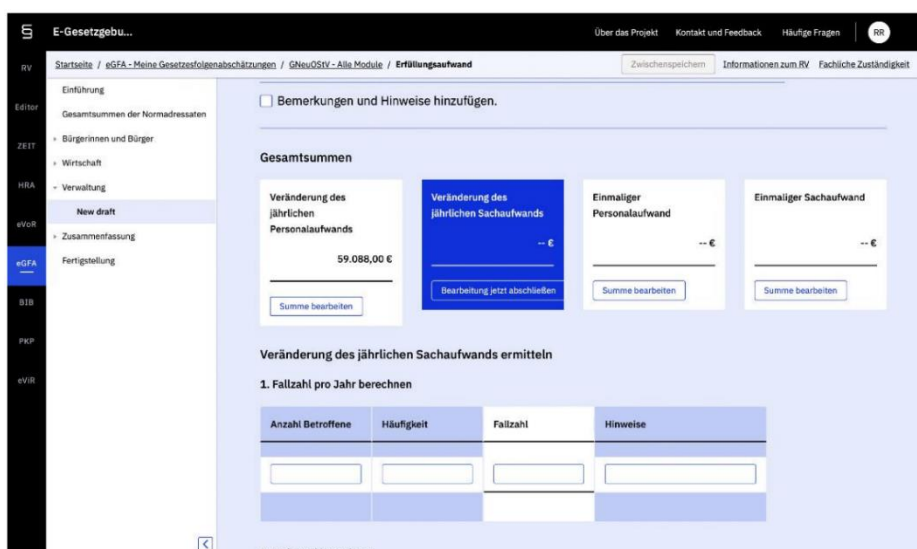 E-Gesetzgebu...
Über das Projekt
Kontakt und Feedback
Häufige Fragen
RR
RV
Editor
ZEIT
HRA
eVoR
eGFA
BIB
PKP
eViR
Startseite / eGFA - Meine Gesetzesfolgenabschätzungen / GNeuOStV - Alle Module / Erfüllungsaufwand
Zwischenspeichern
Informationen zum RV
Fachliche Zuständigkeit
Einführung
Gesamtsummen der Normadressaten
Bürgerinnen und Bürger
Wirtschaft
Verwaltung
New draft
Zusammenfassung
Fertigstellung
Bemerkungen und Hinweise hinzufügen.
Gesamtsummen
Veränderung des
jährlichen
Personalaufwands
59.088,00 €
Summe bearbeiten
Veränderung des
jährlichen Sachaufwands
-- €
Bearbeitung jetzt abschließen
Einmaliger
Personalaufwand
-- €
Summe bearbeiten
Einmaliger Sachaufwand
-- €
Summe bearbeiten
Veränderung des jährlichen Sachaufwands ermitteln
1. Fallzahl pro Jahr berechnen
Anzahl Betroffene
Häufigkeit
Fallzahl
Hinweise